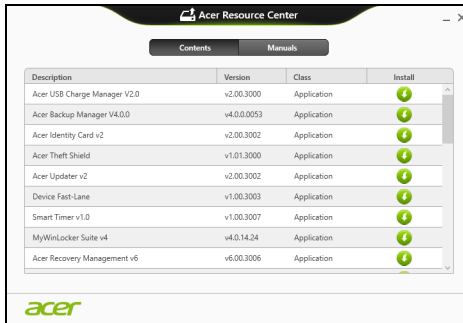 Acer Resource Center
Contents Manuals
Description Version Class Install
Acer USB Charge Manager V2.0 v2.00.3000 Application
Acer Backup Manager V4.0.0 v4.0.0.0053 Application
Acer Identity Card v2 v2.00.3002 Application
Acer Theft Shield v1.01.3000 Application
Acer Updater v2 v2.00.3002 Application
Device Fast-Lane v1.00.3003 Application
Smart Timer v1.0 v1.00.3007 Application
MyWinLocker Suite v4 v4.0.14.24 Application
Acer Recovery Management v6 v6.00.3006 Application
acer